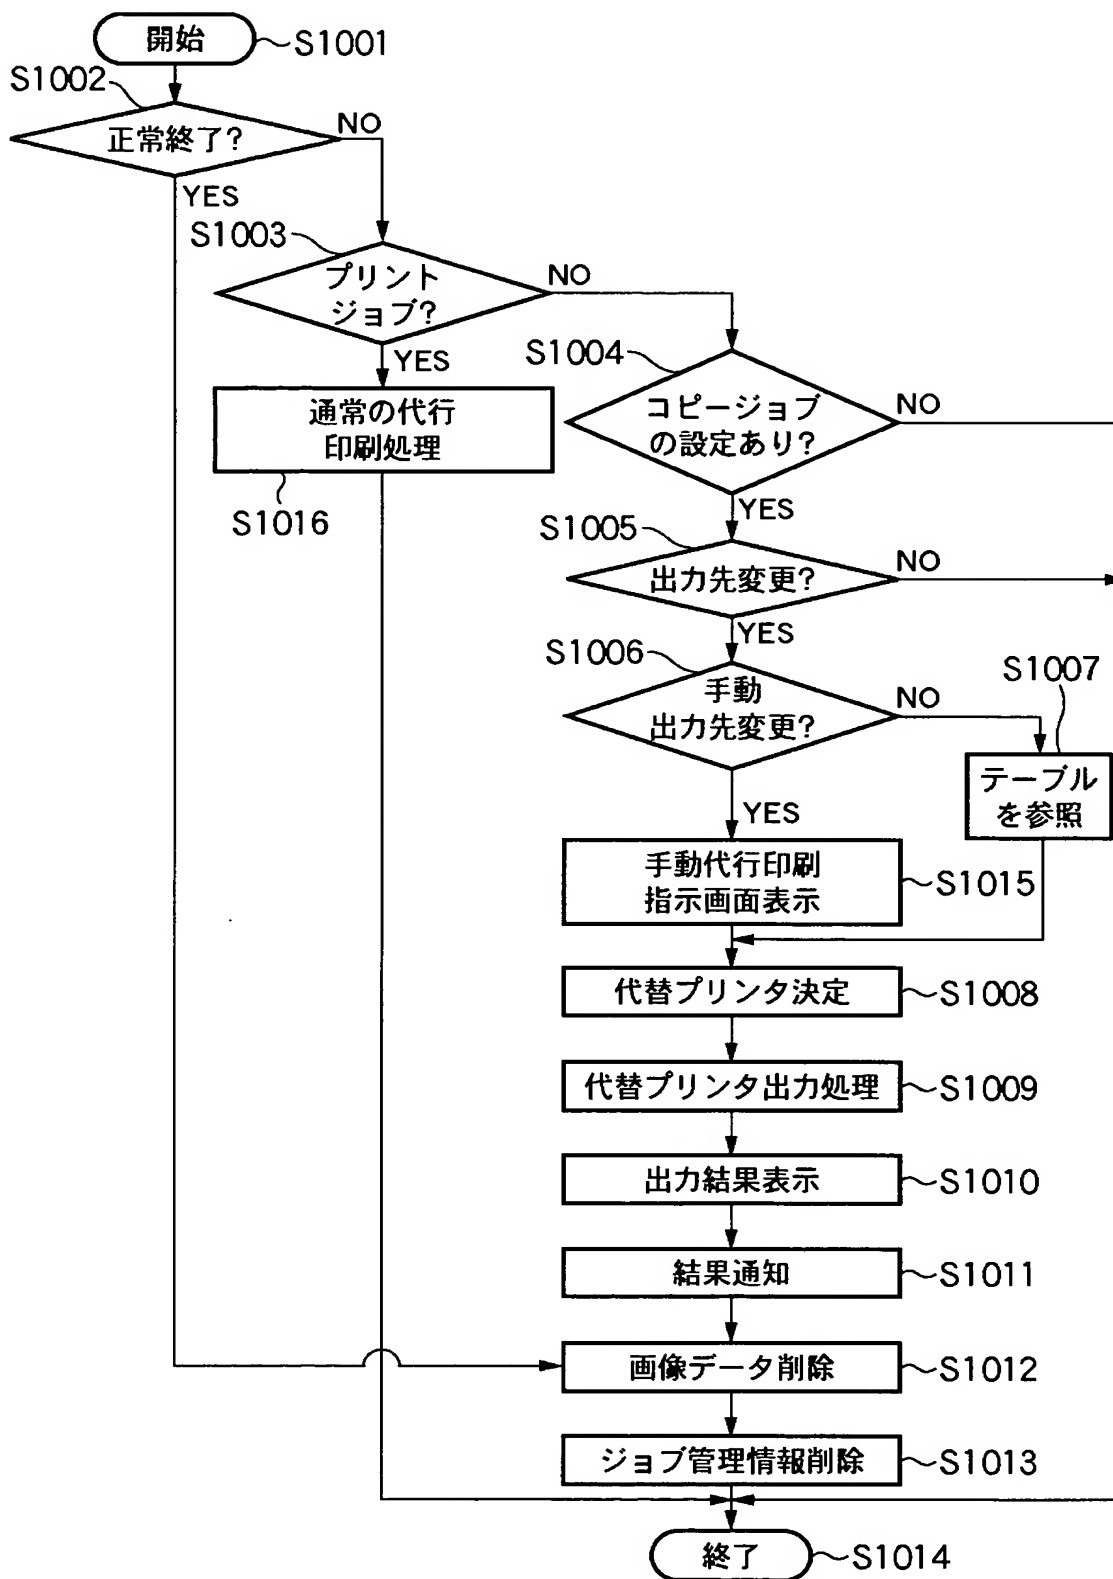 開始
S1001
S1002
正常終了?
NO
YES
S1003
プリント
ジョブ?
NO
YES
通常の代行
印刷処理
S1016
S1004
コピージョブ
の設定あり?
NO
YES
S1005
出力先変更?
NO
YES
S1006
手動
出力先変更?
NO
S1007
テーブル
を参照
YES
手動代行印刷
指示画面表示
S1015
代替プリンタ決定
S1008
代替プリンタ出力処理
S1009
出力結果表示
S1010
結果通知
S1011
画像データ削除
S1012
ジョブ管理情報削除
S1013
終了
S1014